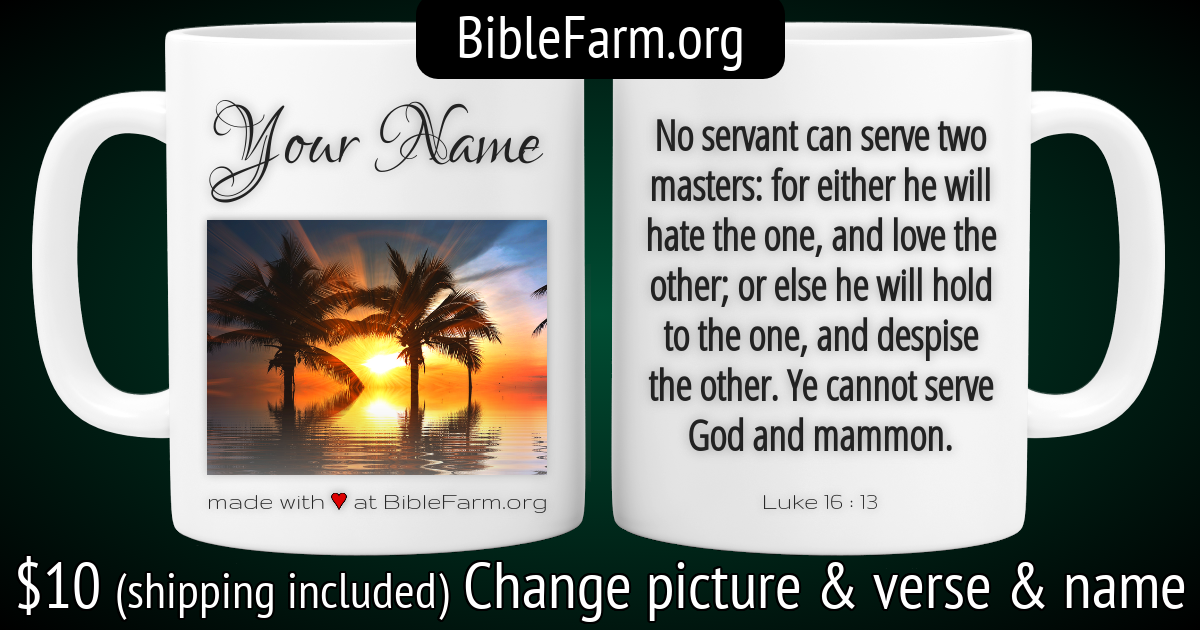 BibleFarm.org
Your Name
made with ♥ at BibleFarm.org
No servant can serve two
masters: for either he will
hate the one, and love the
other; or else he will hold
to the one, and despise
the other. Ye cannot serve
God and mammon.
Luke 16 : 13
$10 (shipping included) Change picture & verse & name